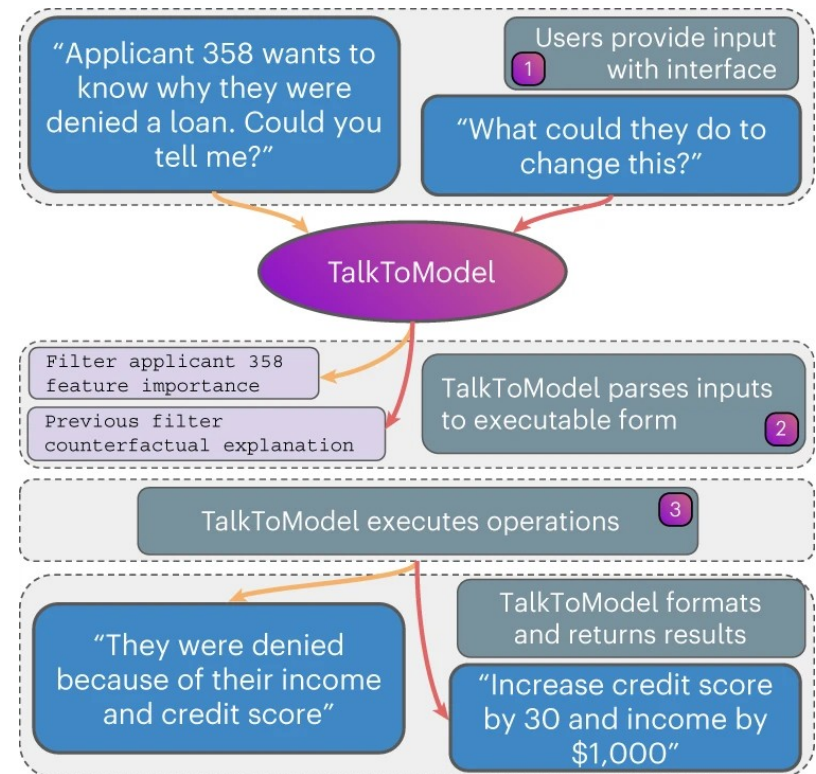 “Applicant 358 wants to
know why they were
denied a loan. Could you
tell me?”
Users provide input
with interface
1
“What could they do to
change this?”
TalkToModel
Filter applicant 358
feature importance
Previous filter
counterfactual explanation
TalkToModel parses inputs
to executable form
2
TalkToModel executes operations
3
“They were denied
because of their income
and credit score”
TalkToModel formats
and returns results
“Increase credit score
by 30 and income by
$1,000”